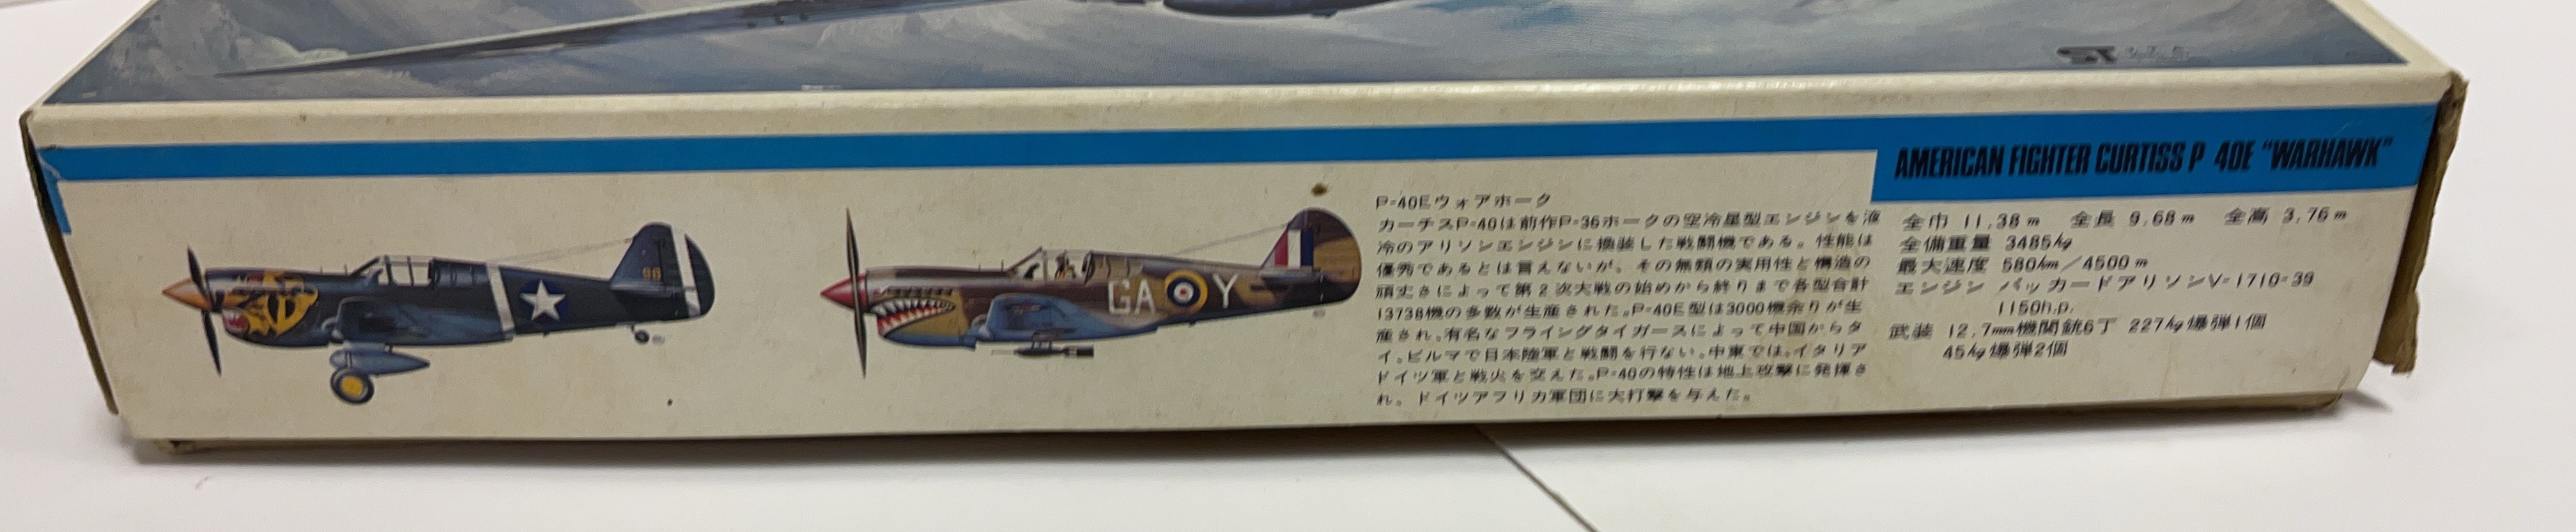 AMERICAN FIGHTER CURTISS P 40E "WARHAWK"
98
GA Y
P-40Eウォアホーク
カーチスP-40は前作P-36ホークの空冷星型エンジンを液
冷のアリソンエンジンに換装した戦闘機である。性能は
優秀であるとは言えないが、その無類の実用性と構造の
頑丈さによって第2次大戦の始めから終りまで各型合計
13738機の多数が生産された。P-40E型は3000機余りが生
産され、有名なフライングタイガースによって中国からタ
イ、ビルマで日本陸軍と戦闘を行ない、中東では、イタリア
ドイツ軍と戦火を交えた。P-40の特性は地上攻撃に発揮さ
れ、ドイツアフリカ軍団に大打撃を与えた。
全巾 11,38m 全長 9,68m 全高 3,76m
全備重量 3485kg
最大速度 580km/4500m
エンジン パッカードアリソンV-1710-39
1150h.p.
武装 12.7mm機関銃6丁 227kg爆弾1個
45kg爆弾2個